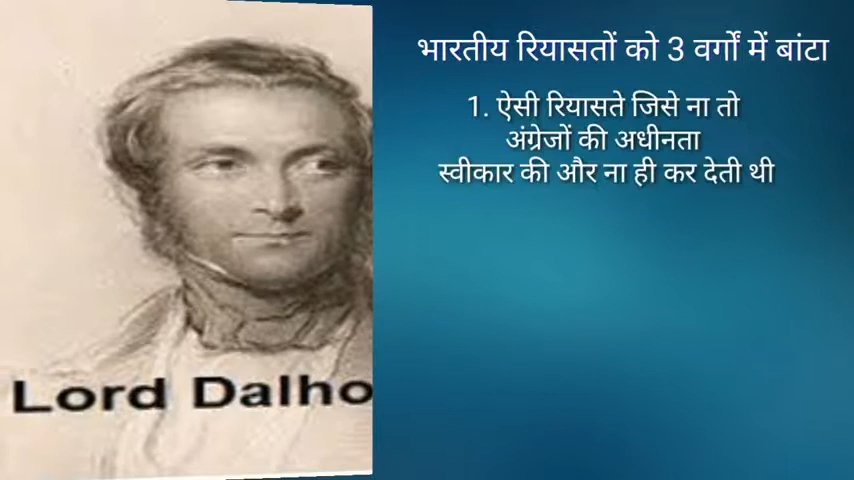 भारतीय रियासतों को 3 वर्गों में बांटा
1. ऐसी रियासते जिसे ना तो
अंग्रेजों की अधीनता
स्वीकार की और ना ही कर देती थी
Lord Dalho